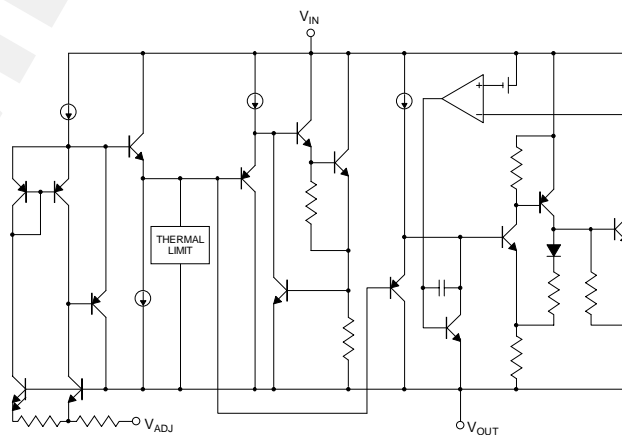 VIN
THERMAL
LIMIT
+
−
VADJ
VOUT